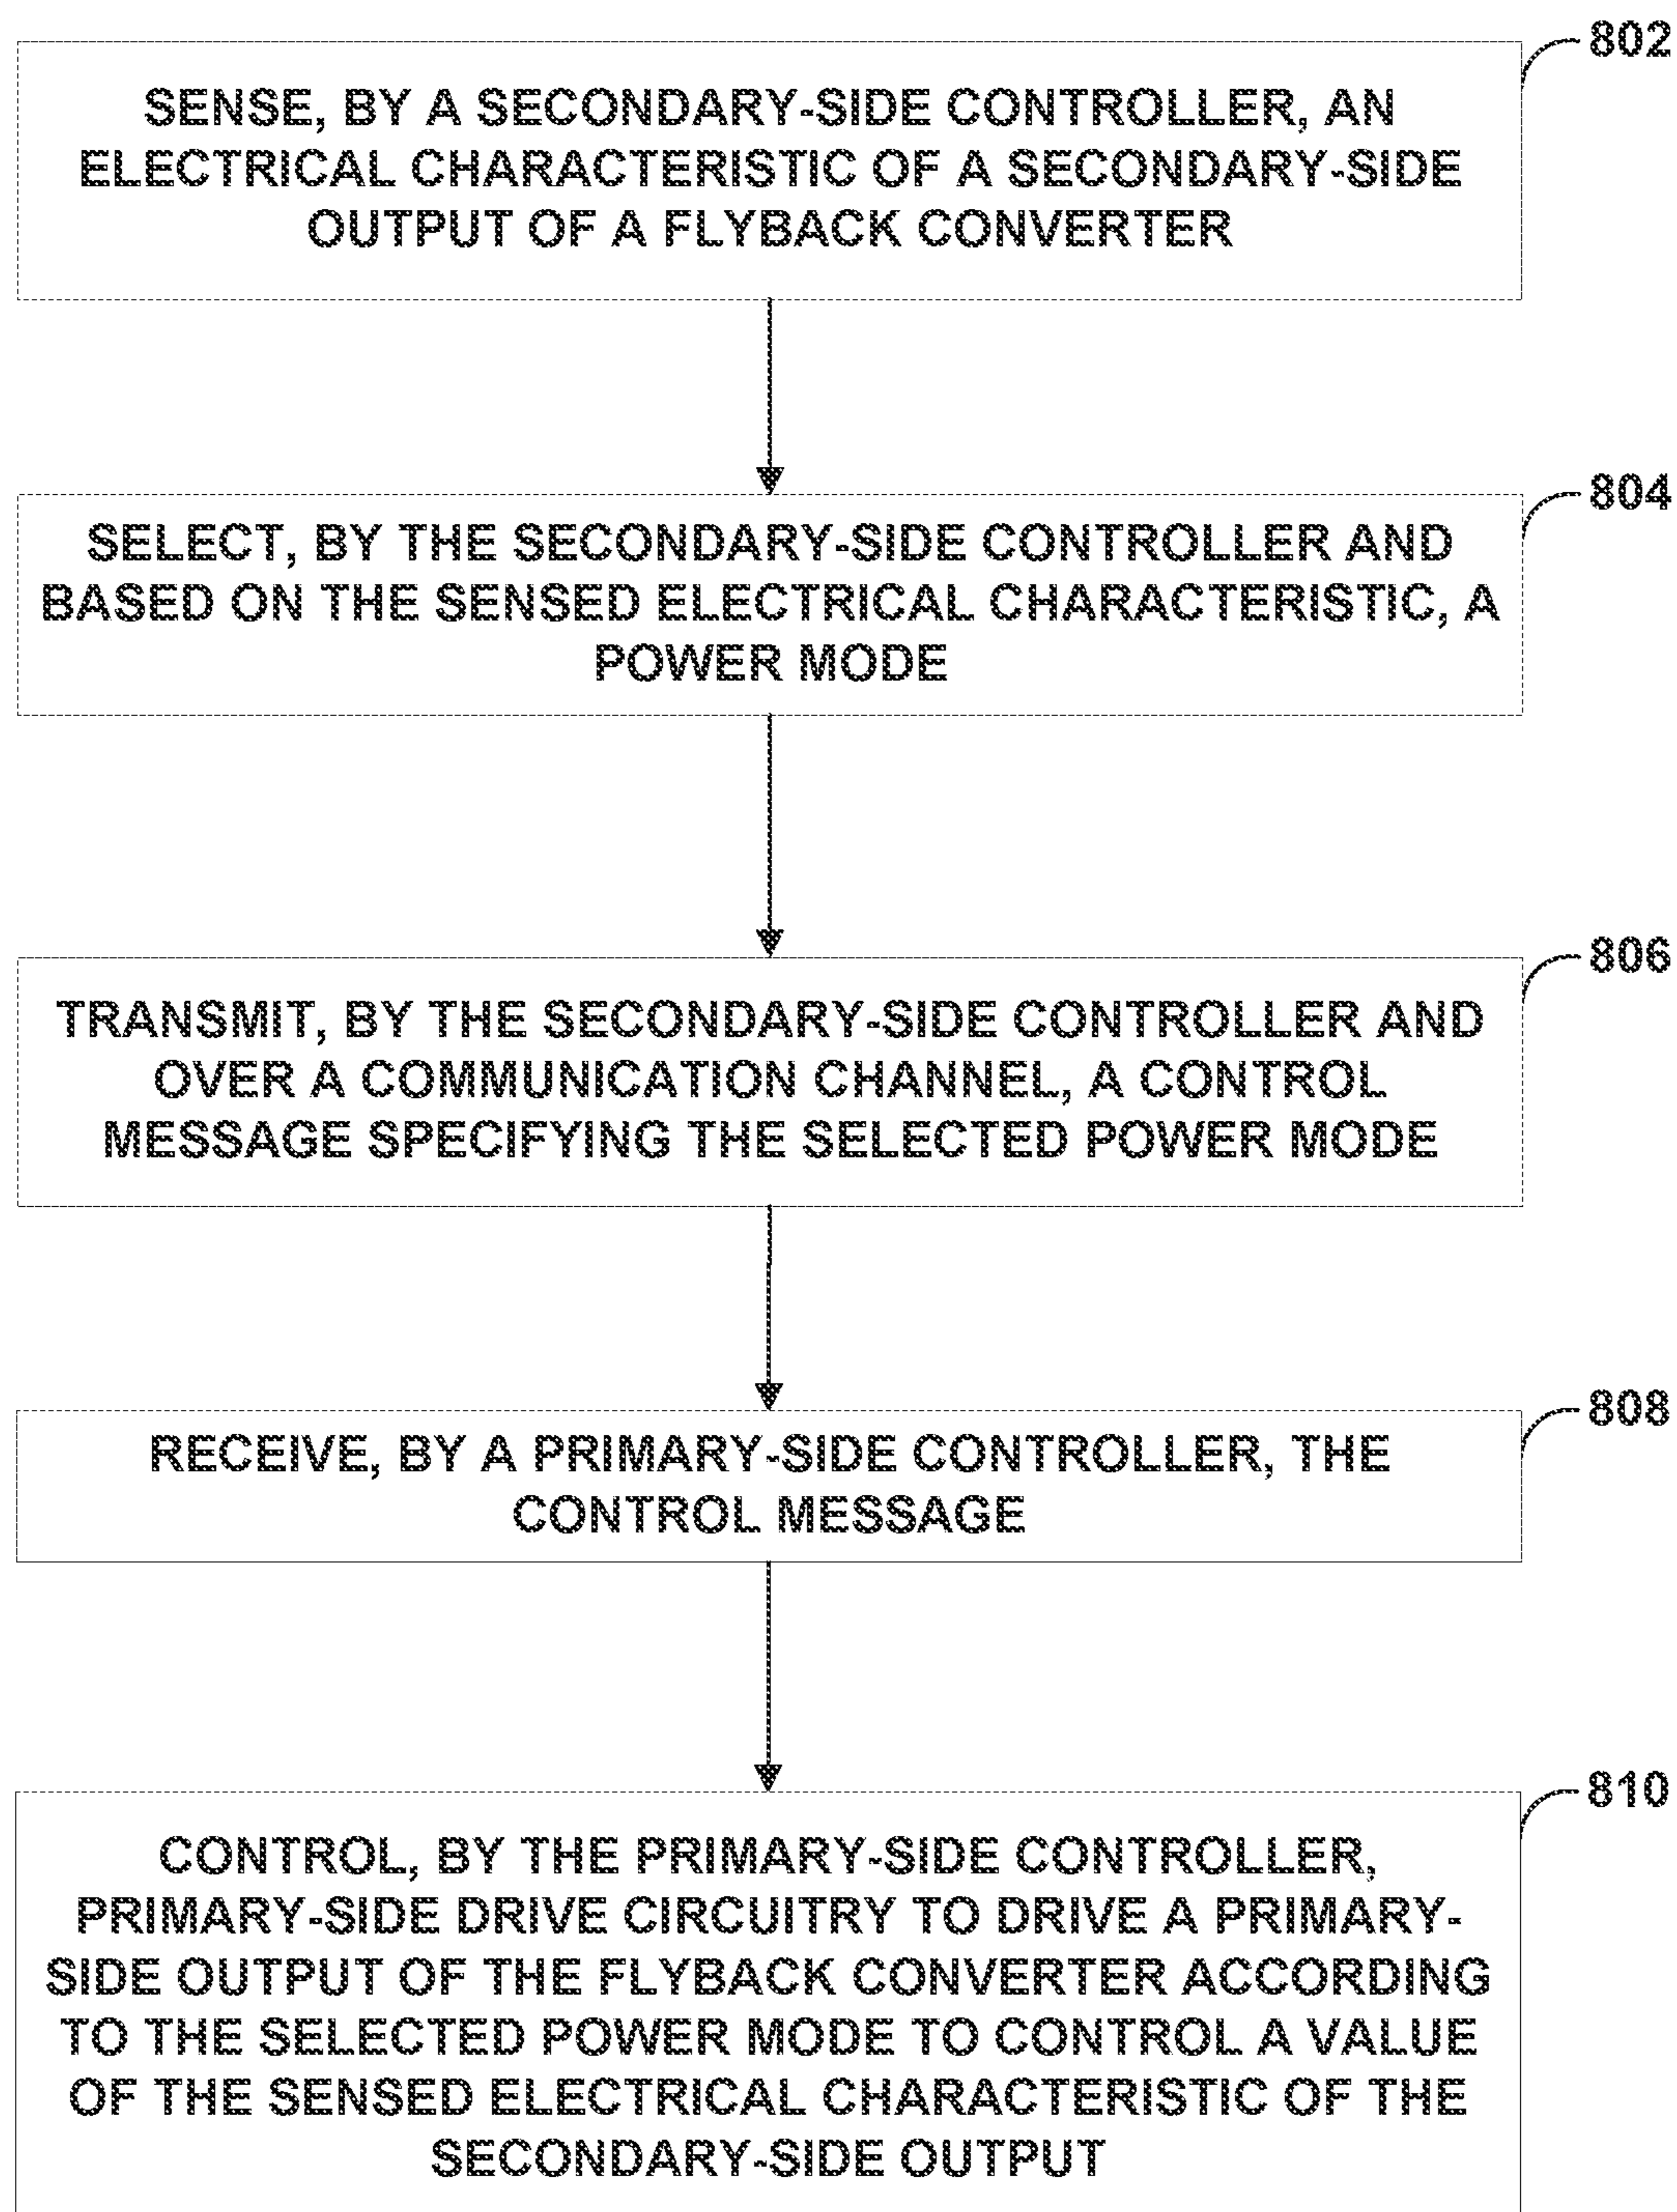 802
SENSE, BY A SECONDARY-SIDE CONTROLLER, AN
ELECTRICAL CHARACTERISTIC OF A SECONDARY-SIDE
OUTPUT OF A FLYBACK CONVERTER
804
SELECT, BY THE SECONDARY-SIDE CONTROLLER AND
BASED ON THE SENSED ELECTRICAL CHARACTERISTIC, A
POWER MODE
806
TRANSMIT, BY THE SECONDARY-SIDE CONTROLLER AND
OVER A COMMUNICATION CHANNEL, A CONTROL
MESSAGE SPECIFYING THE SELECTED POWER MODE
808
RECEIVE, BY A PRIMARY-SIDE CONTROLLER, THE
CONTROL MESSAGE
810
CONTROL, BY THE PRIMARY-SIDE CONTROLLER,
PRIMARY-SIDE DRIVE CIRCUITRY TO DRIVE A PRIMARY-
SIDE OUTPUT OF THE FLYBACK CONVERTER ACCORDING
TO THE SELECTED POWER MODE TO CONTROL A VALUE
OF THE SENSED ELECTRICAL CHARACTERISTIC OF THE
SECONDARY-SIDE OUTPUT